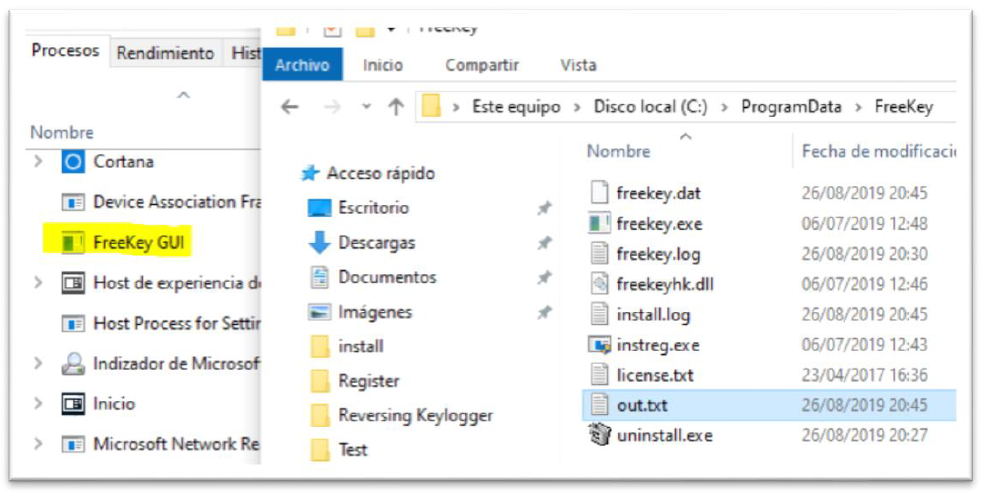 Procesos Rendimiento Hist
Nombre
Cortana
Device Association Fra
FreeKey GUI
Host de experiencia d
Host Process for Settin
Indizador de Microsof
Inicio
Microsoft Network Re
FreeKey
Archivo Inicio Compartir Vista
Este equipo > Disco local (C:) > ProgramData > FreeKey
Acceso rápido
Escritorio
Descargas
Documentos
Imágenes
install
Register
Reversing Keylogger
Test
Nombre Fecha de modificaci
freekey.dat 26/08/2019 20:45
freekey.exe 06/07/2019 12:48
freekey.log 26/08/2019 20:30
freekeyhk.dll 06/07/2019 12:46
install.log 26/08/2019 20:45
instreg.exe 06/07/2019 12:43
license.txt 23/04/2017 16:36
out.txt 26/08/2019 20:45
uninstall.exe 26/08/2019 20:27